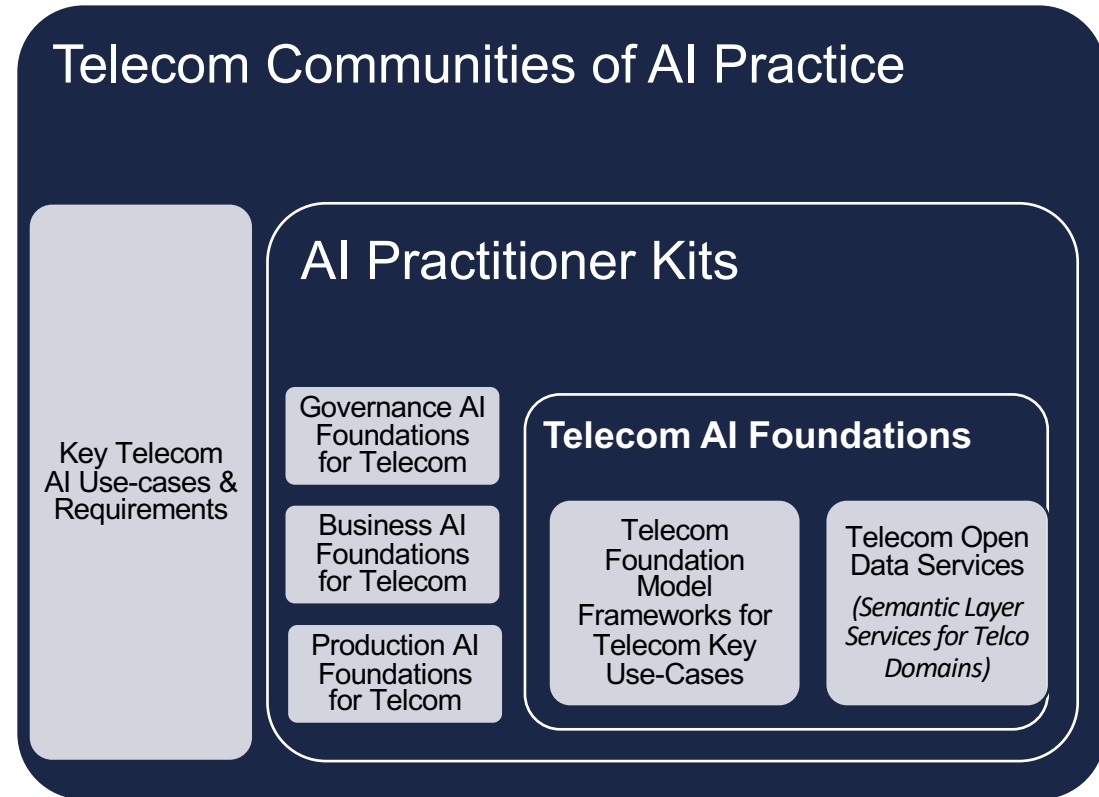 Telecom Communities of AI Practice
Key Telecom
AI Use-cases &
Requirements
AI Practitioner Kits
Governance AI
Foundations
for Telecom
Business AI
Foundations
for Telecom
Production AI
Foundations
for Telcom
Telecom AI Foundations
Telecom
Foundation
Model
Frameworks for
Telecom Key
Use-Cases
Telecom Open
Data Services
(Semantic Layer
Services for Telco
Domains)